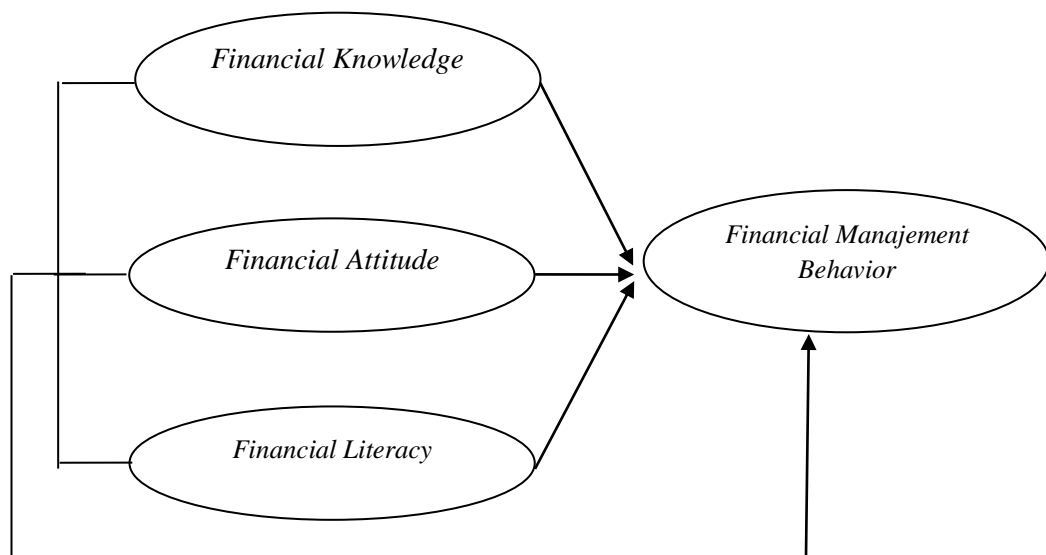 Financial Knowledge
Financial Attitude
Financial Manajement
Behavior
Financial Literacy